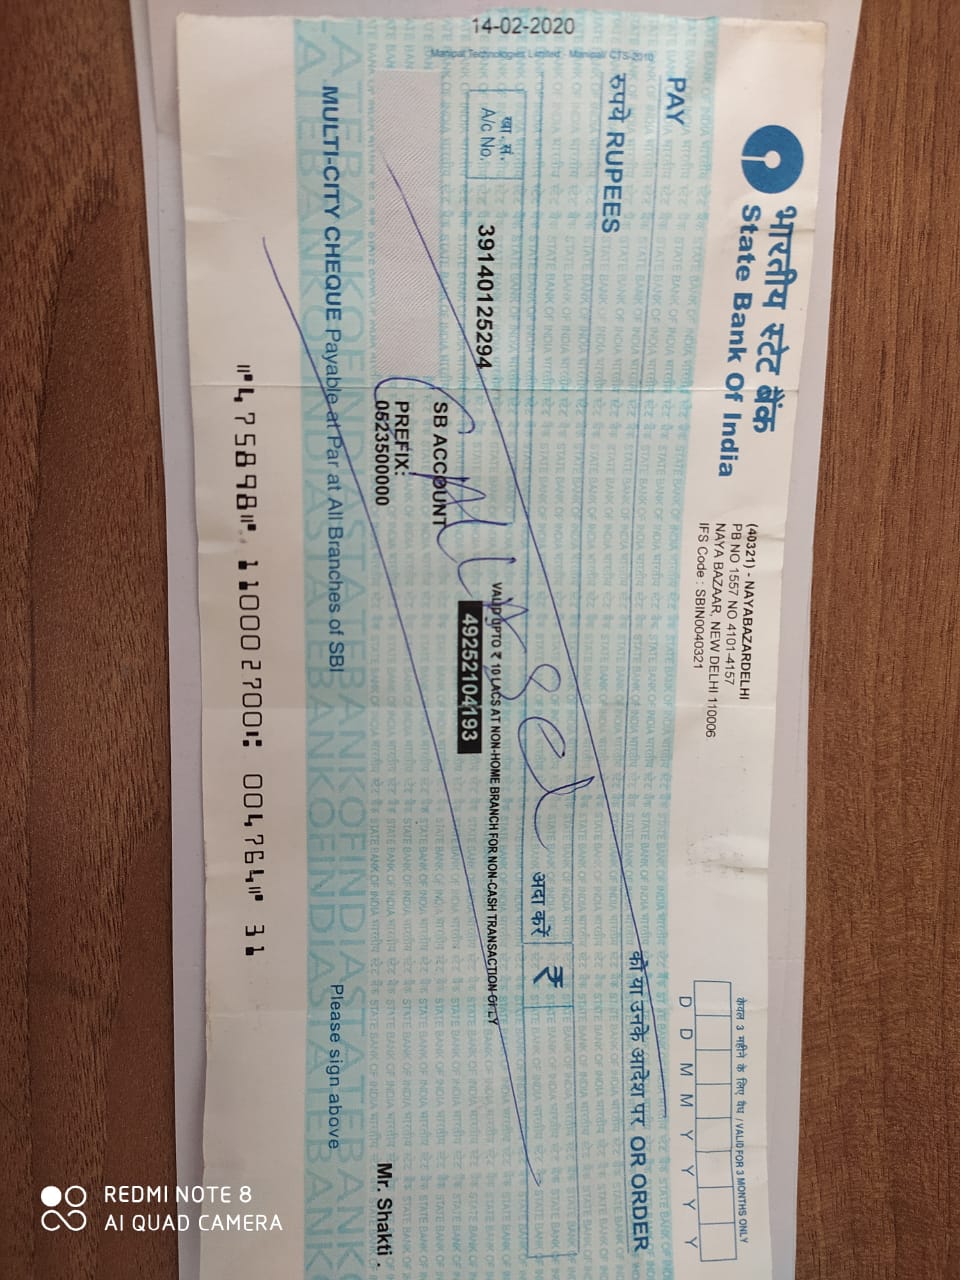 भारतीय स्टेट बैंक
State Bank Of India
(40321) - NAYABAZARDELHI
PB NO 1557 NO 4101-4157
NAYA BAZAAR, NEW DELHI 110006
IFS Code : SBIN0040321
केवल 3 महीने के लिए वैध / VALID FOR 3 MONTHS ONLY
D D M M Y Y Y Y
PAY
को या उनके आदेश पर OR ORDER
रुपये RUPEES
अदा करें ₹
14-02-2020
खा. सं.
A/c No.
39140125294
VALID UPTO ₹ 10 LACS AT NON-HOME BRANCH FOR NON-CASH TRANSACTION ONLY
49252104193
SB ACCOUNT
PREFIX:
0523500000
Mr. Shakti .
MULTI-CITY CHEQUE Payable at Par at All Branches of SBI
Please sign above
STATEBANKOFINDIASTATEBANK
⑈475898⑈ 110002700⑆ 004764⑈ 31
REDMI NOTE 8
AI QUAD CAMERA